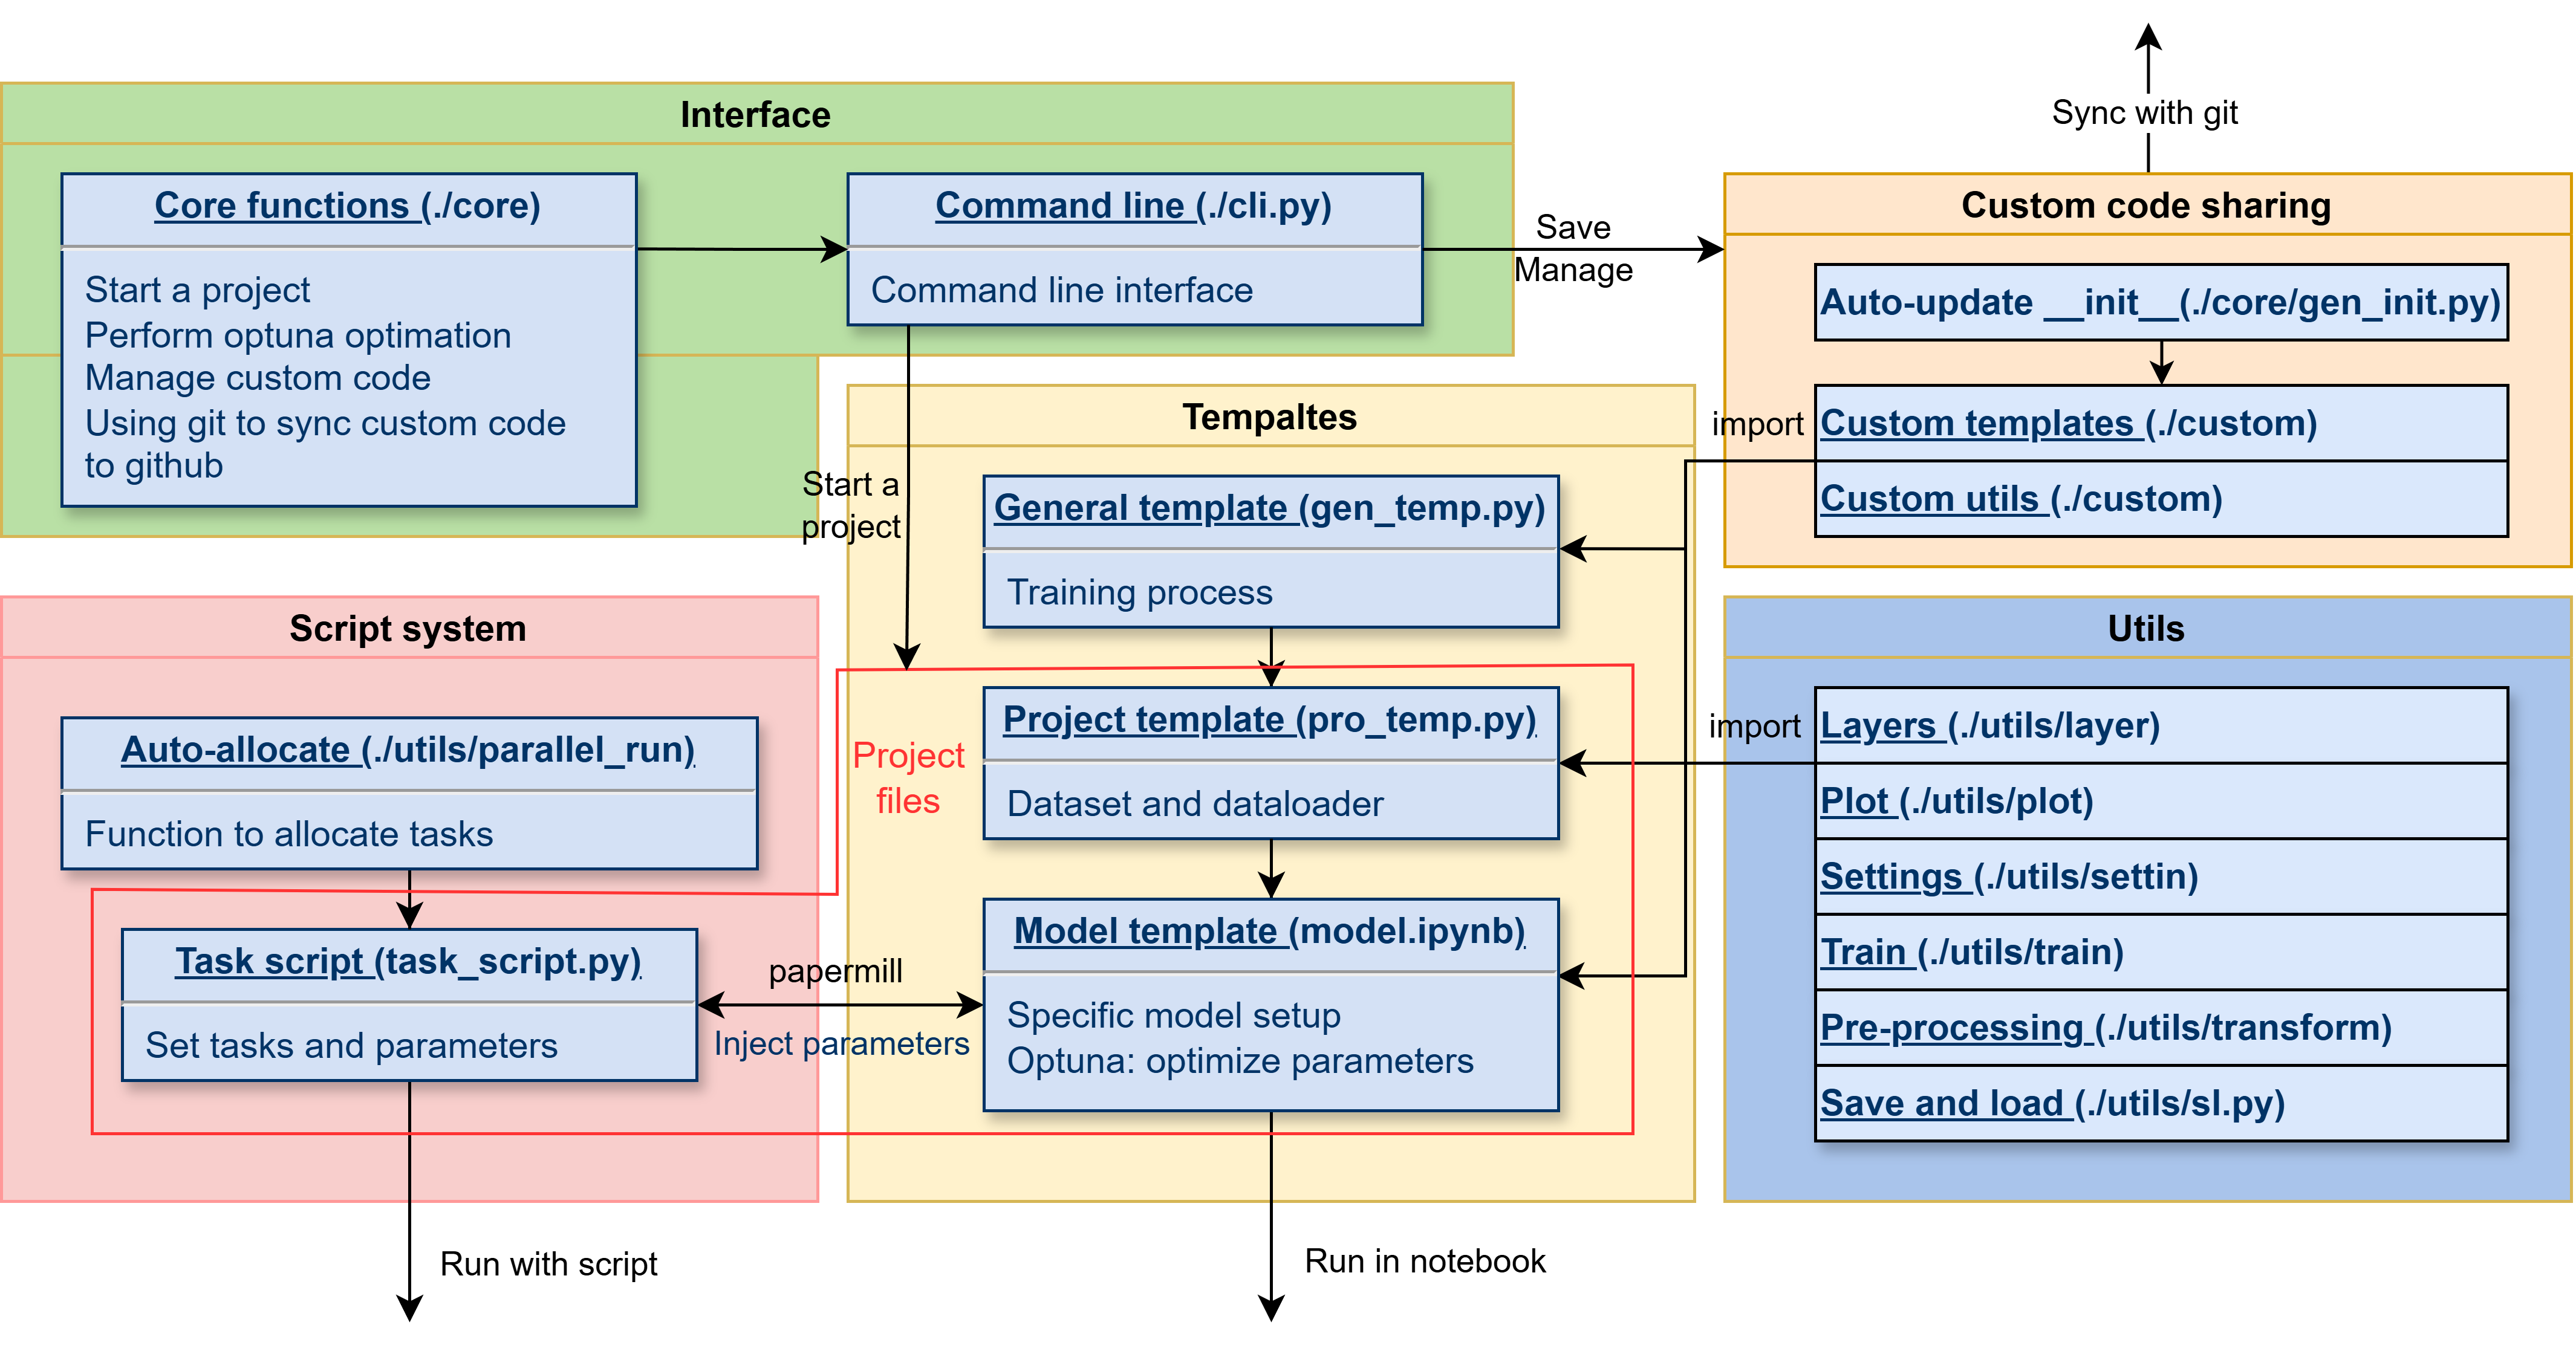 Sync with git
Interface
Core functions (./core)
Start a project
Perform optuna optimation
Manage custom code
Using git to sync custom code
to github
Command line (./cli.py)
Command line interface
Save
Manage
Custom code sharing
Auto-update __init__(./core/gen_init.py)
Custom templates (./custom)
Custom utils (./custom)
import
Start a
project
Tempaltes
General template (gen_temp.py)
Training process
Project template (pro_temp.py)
Dataset and dataloader
Model template (model.ipynb)
Specific model setup
Optuna: optimize parameters
Project
files
Script system
Auto-allocate (./utils/parallel_run)
Function to allocate tasks
Task script (task_script.py)
Set tasks and parameters
papermill
Inject parameters
Utils
import
Layers (./utils/layer)
Plot (./utils/plot)
Settings (./utils/settin)
Train (./utils/train)
Pre-processing (./utils/transform)
Save and load (./utils/sl.py)
Run with script
Run in notebook